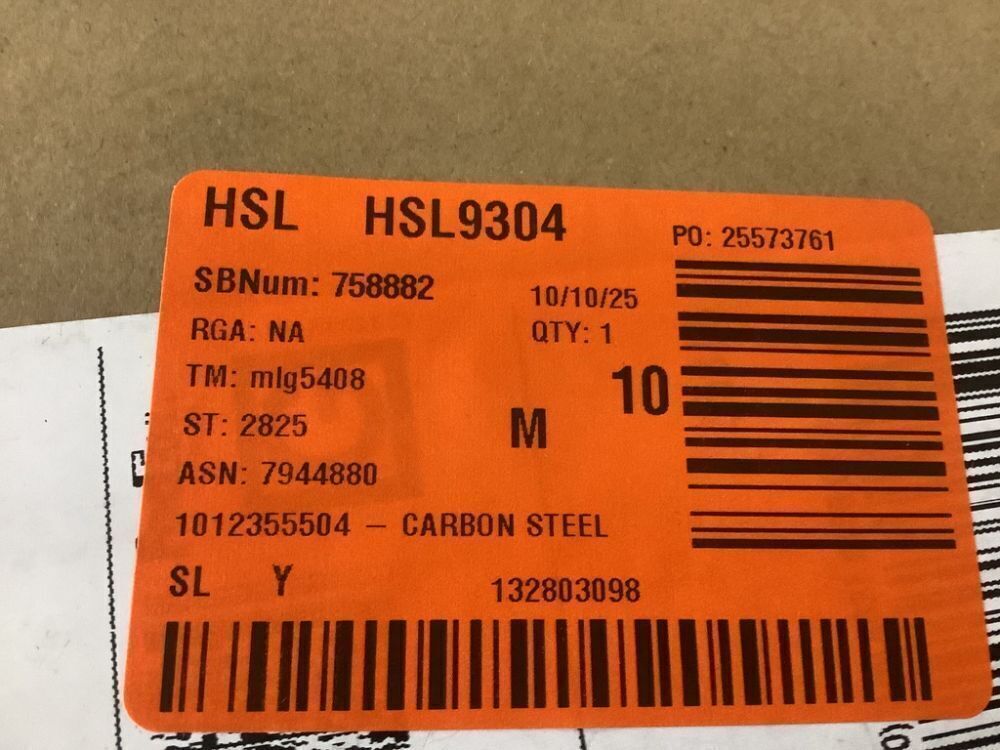 HSL HSL9304
PO: 25573761
SBNum: 758882
10/10/25
RGA: NA
QTY: 1
TM: mlg5408
10
ST: 2825
M
ASN: 7944880
1012355504 – CARBON STEEL
SL Y
132803098